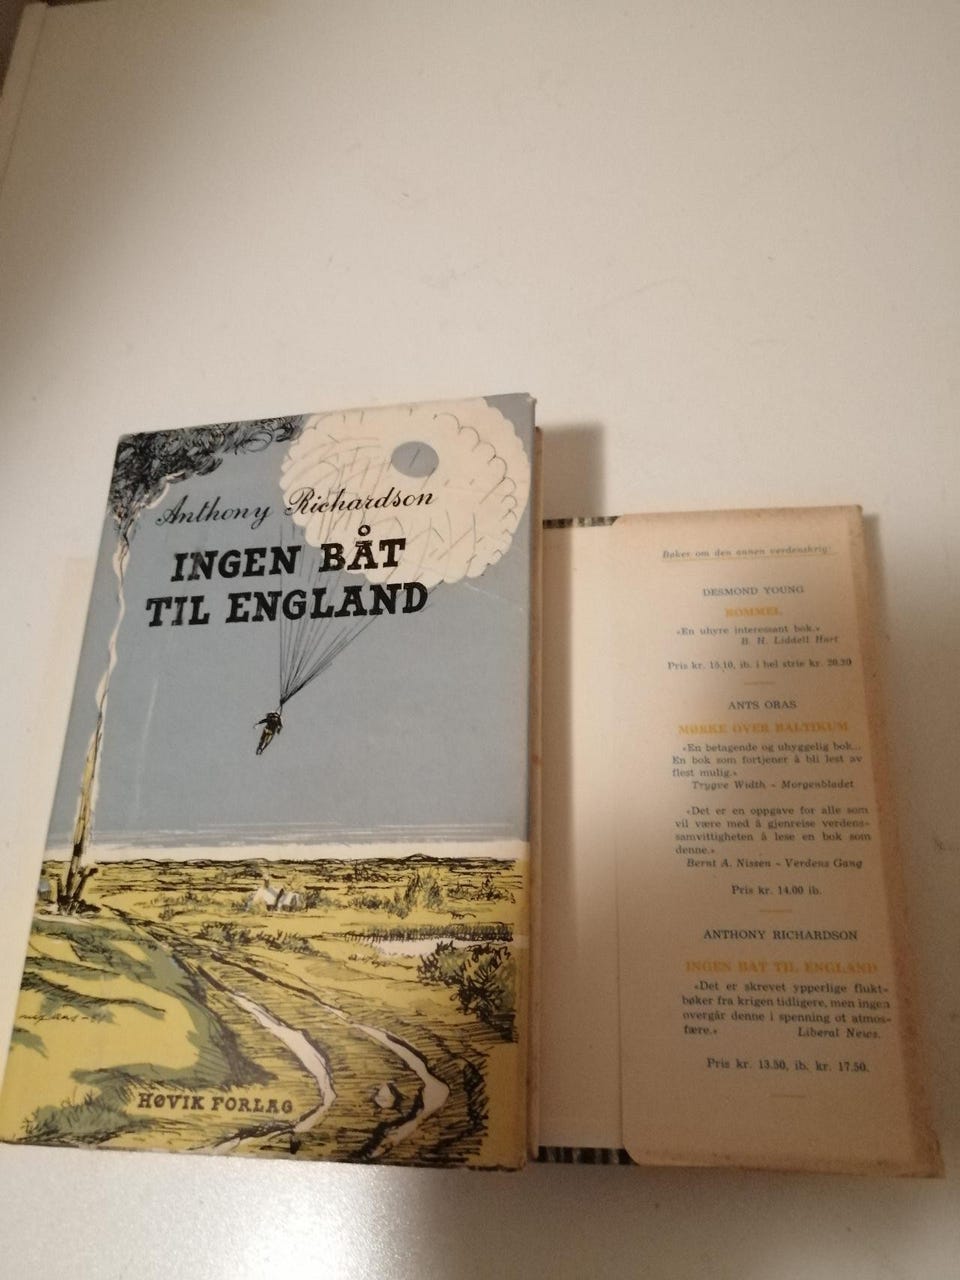 Anthony Richardson
INGEN BÅT
TIL ENGLAND
HØVIK FORLAG
Bøker om den annen verdenskrig:
DESMOND YOUNG
ROMMEL
«En uhyre interessant bok.»
B. H. Liddell Hart
Pris kr. 15.10, ib. i hel strie kr. 20.20
ANTS ORAS
MØRKE OVER BALTIKUM
«En betagende og uhyggelig bok...
En bok som fortjener å bli lest av
flest mulig.»
Trygve Width - Morgenbladet
«Det er en oppgave for alle som
vil være med å gjenreise verdens-
samvittigheten å lese en bok som
denne.»
Bernt A. Nissen - Verdens Gang
Pris kr. 14.00 ib.
ANTHONY RICHARDSON
INGEN BÅT TIL ENGLAND
«Det er skrevet ypperlige flukt-
bøker fra krigen tidligere, men ingen
overgår denne i spenning ot atmos-
fære.» Liberal News.
Pris kr. 13.50, ib. kr. 17.50.